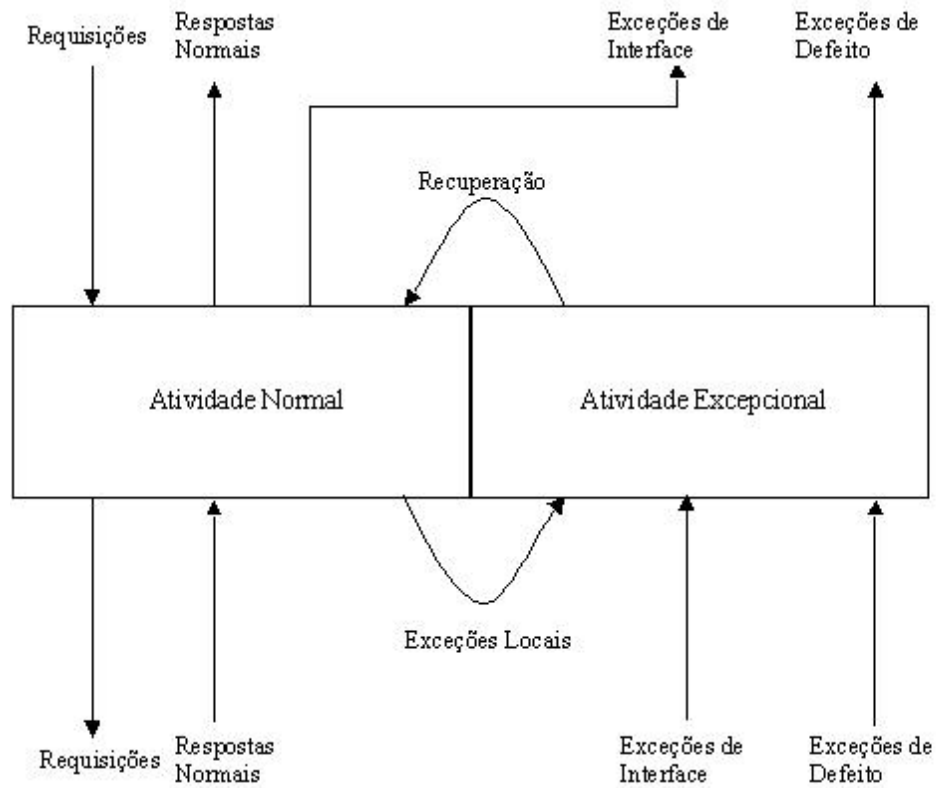 Requisições
Respostas
Normais
Exceções de
Interface
Exceções de
Defeito
Recuperação
Atividade Normal
Atividade Excepcional
Exceções Locais
Requisições
Respostas
Normais
Exceções de
Interface
Exceções de
Defeito